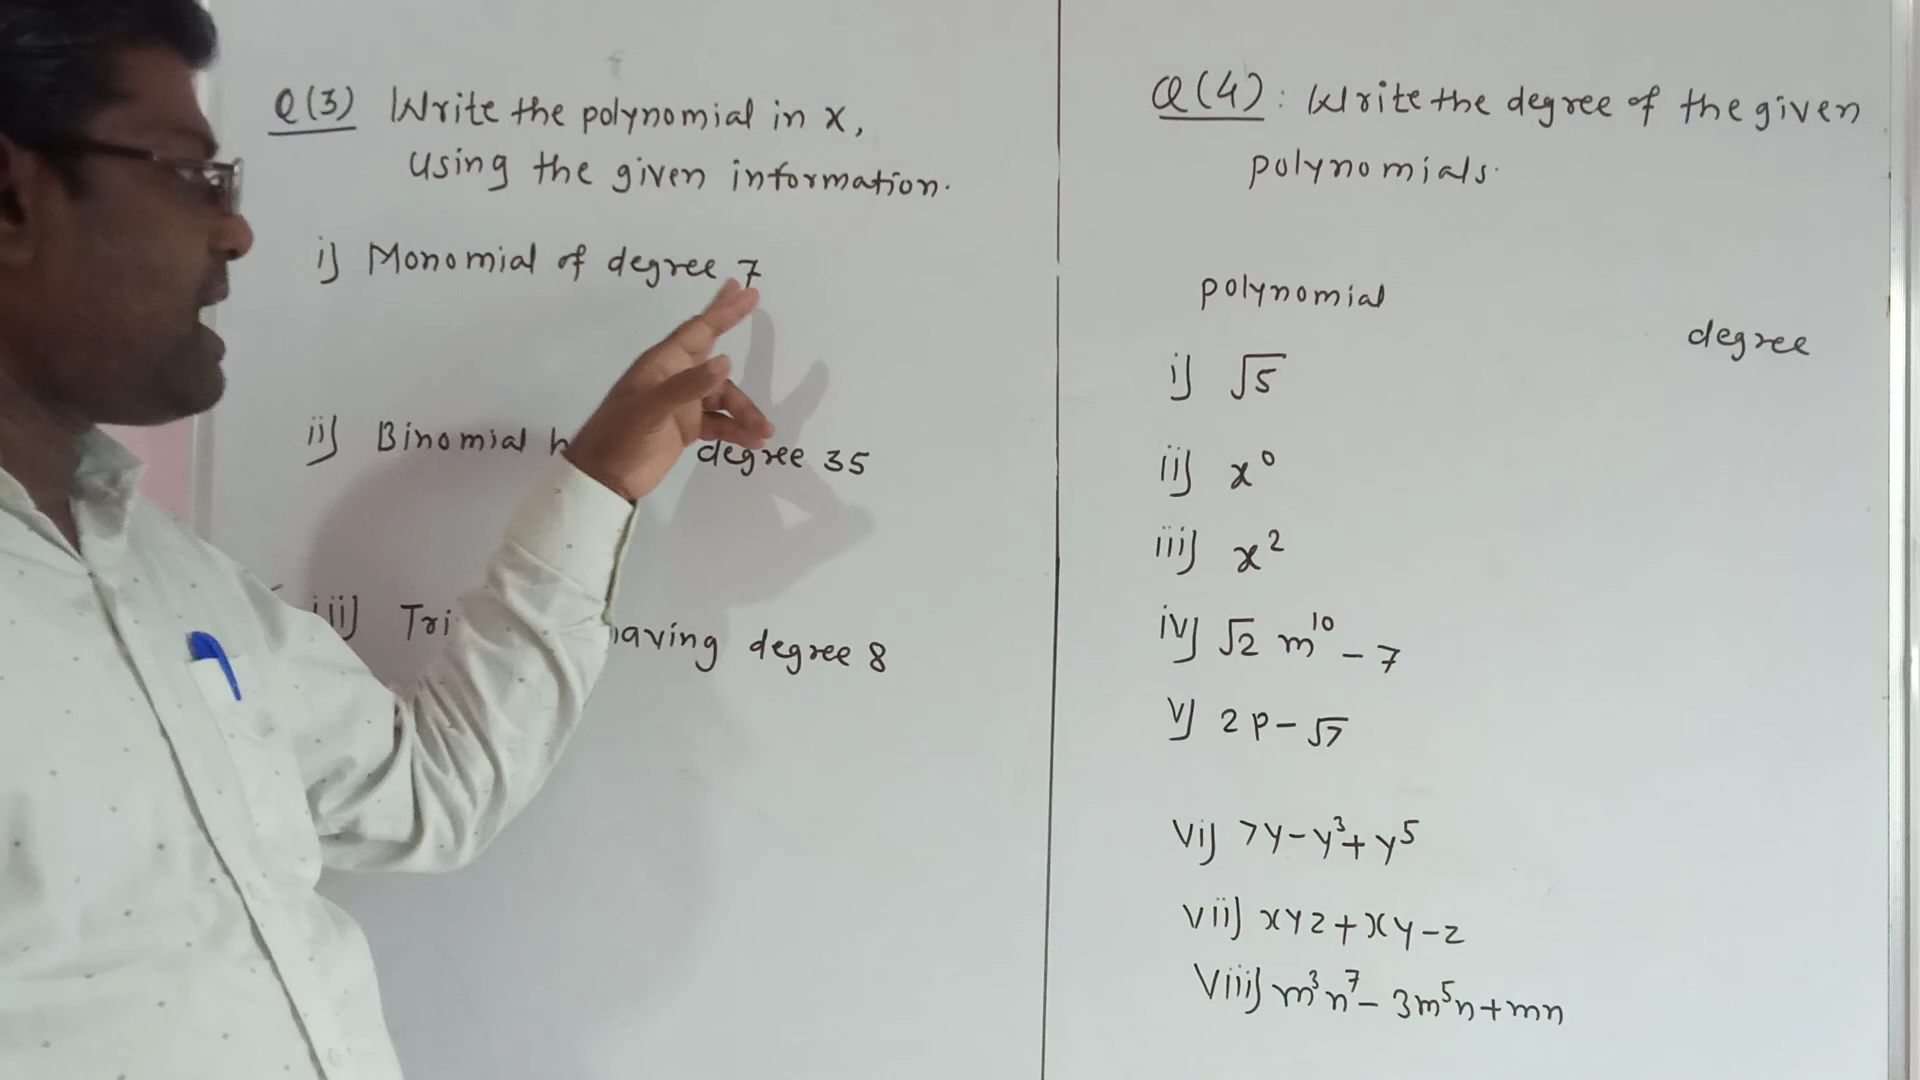 Q(3) Write the polynomial in x,
using the given information.
i) Monomial of degree 7
ii) Binomial degree 35
iii) Tri having degree 8
Q(4): Write the degree of the given
polynomials.
polynomial
degree
i) √5
ii) x⁰
iii) x²
iv) √2 m¹⁰ - 7
v) 2p - √7
vi) 7y - y³ + y⁵
vii) xyz + xy - z
viii) m³n⁷ - 3m⁵n + mn